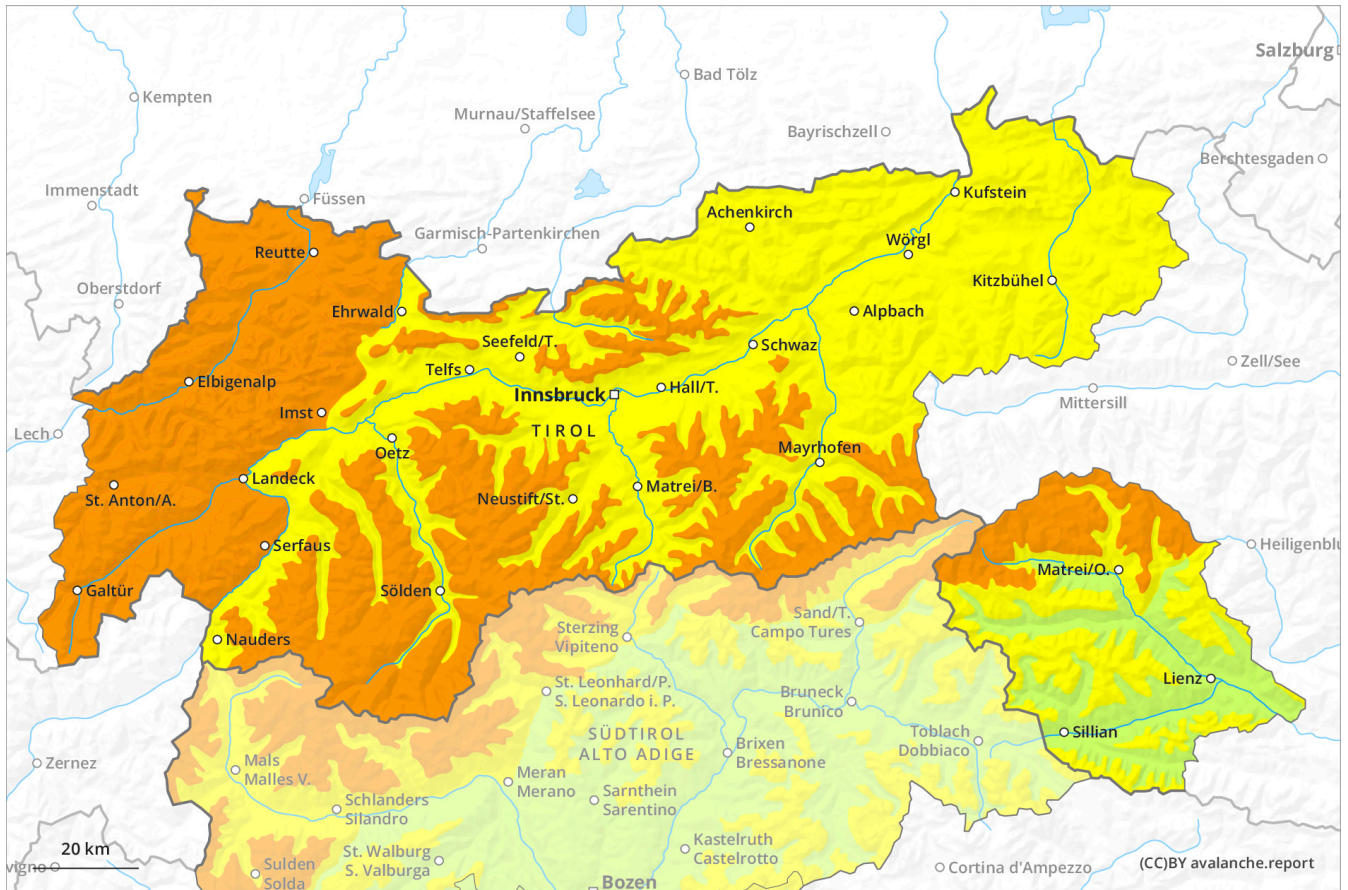 Salzburg
Bad Tölz
Kempten
Murnau/Staffelsee
Bayrischzell
Berchtesgaden
Immenstadt
Füssen
Kufstein
Achenkirch
Garmisch-Partenkirchen
Wörgl
Reutte
Kitzbühel
Oberstdorf
Ehrwald
Alpbach
Seefeld/T.
Schwaz
Zell/See
Telfs
Elbigenalp
Hall/T.
Innsbruck
Mittersill
Imst
Lech
TIROL
Oetz
Mayrhofen
Landeck
Matrei/B.
St. Anton/A.
Neustift/St.
Serfaus
Heiligenblu
Matrei/O.
Galtür
Sölden
Sand/T.
Campo Tures
Sterzing
Vipiteno
Nauders
Lienz
St. Leonhard/P.
S. Leonardo i. P.
Bruneck
Brunico
Sillian
SÜDTIROL
ALTO ADIGE
Toblach
Dobbiaco
Brixen
Bressanone
Zernez
Mals
Malles V.
Meran
Merano
Sarnthein
Sarentino
Schlanders
Silandro
Kastelruth
Castelrotto
20 km
St. Walburg
S. Valburga
vigno
Sulden
Solda
Cortina d'Ampezzo
(CC)BY avalanche.report
Bozen